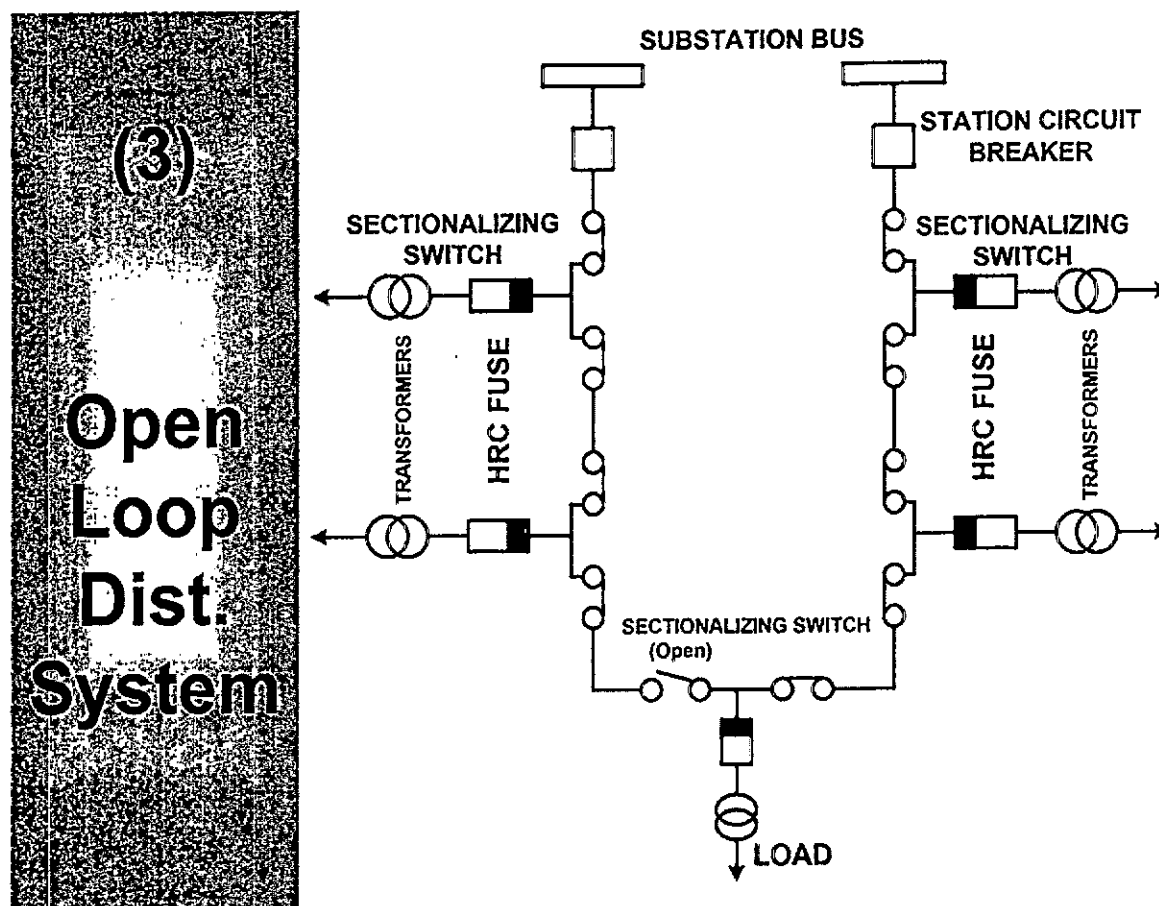 (3)
Open
Loop
Dist.
System
SUBSTATION BUS
STATION CIRCUIT
BREAKER
SECTIONALIZING
SWITCH
SECTIONALIZING
SWITCH
TRANSFORMERS
HRC FUSE
HRC FUSE
TRANSFORMERS
SECTIONALIZING SWITCH
(Open)
LOAD